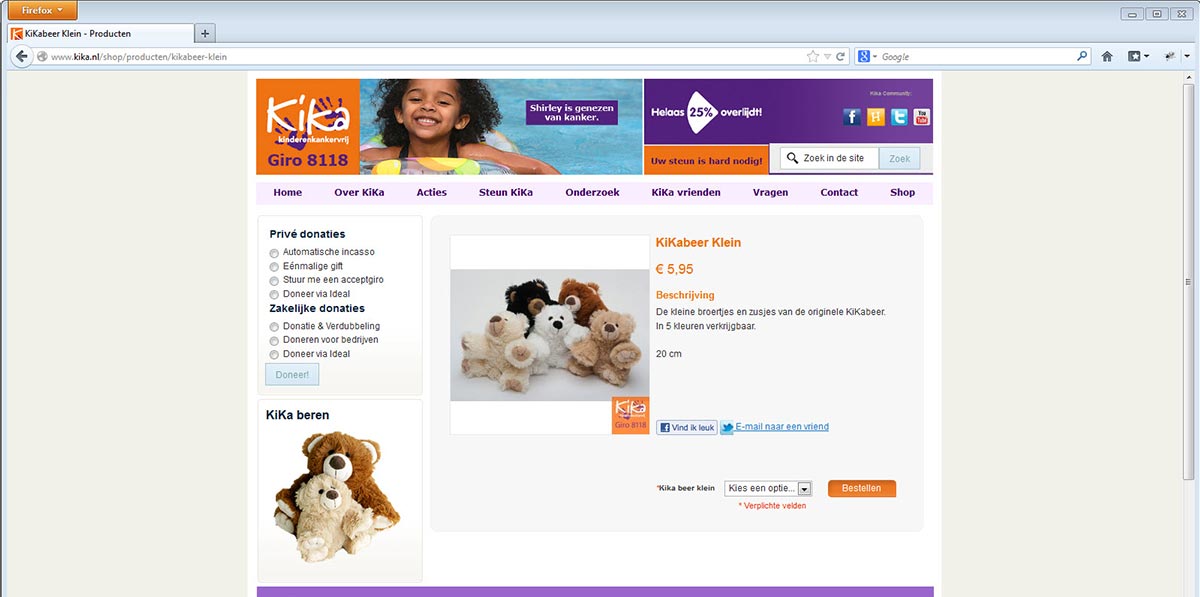 Firefox
KiKabeer Klein - Producten
www.kika.nl/shop/producten/kikabeer-klein
Google
KiKa
kinderenkankervrij
Giro 8118
Shirley is genezen
van kanker.
Helaas 25% overlijdt!
Kika Community:
Uw steun is hard nodig!
Zoek in de site
Zoek
Home Over KiKa Acties Steun KiKa Onderzoek KiKa vrienden Vragen Contact Shop
Privé donaties
Automatische incasso
Eénmalige gift
Stuur me een acceptgiro
Doneer via Ideal
Zakelijke donaties
Donatie & Verdubbeling
Doneren voor bedrijven
Doneer via Ideal
Doneer!
KiKa beren
KiKabeer Klein
€ 5,95
Beschrijving
De kleine broertjes en zusjes van de originele KiKabeer.
In 5 kleuren verkrijgbaar.
20 cm
KiKa
Giro 8118
Vind ik leuk
E-mail naar een vriend
*Kika beer klein
Kies een optie...
Bestellen
* Verplichte velden